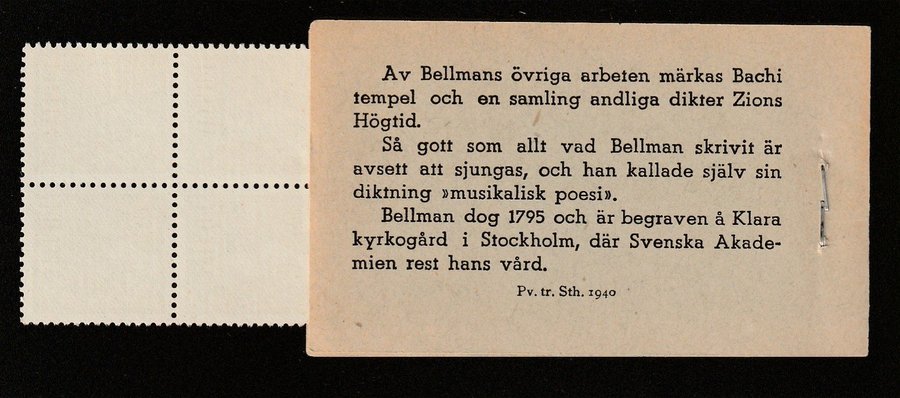 Av Bellmans övriga arbeten märkas Bachi
tempel och en samling andliga dikter Zions
Högtid.
Så gott som allt vad Bellman skrivit är
avsett att sjungas, och han kallade själv sin
diktning »musikalisk poesi».
Bellman dog 1795 och är begraven å Klara
kyrkogård i Stockholm, där Svenska Akade-
mien rest hans vård.
Pv. tr. Sth. 1940